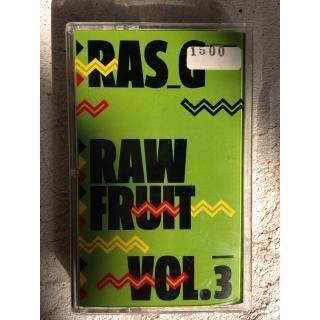 RAS_G
1500
RAW
FRUIT
VOL.3